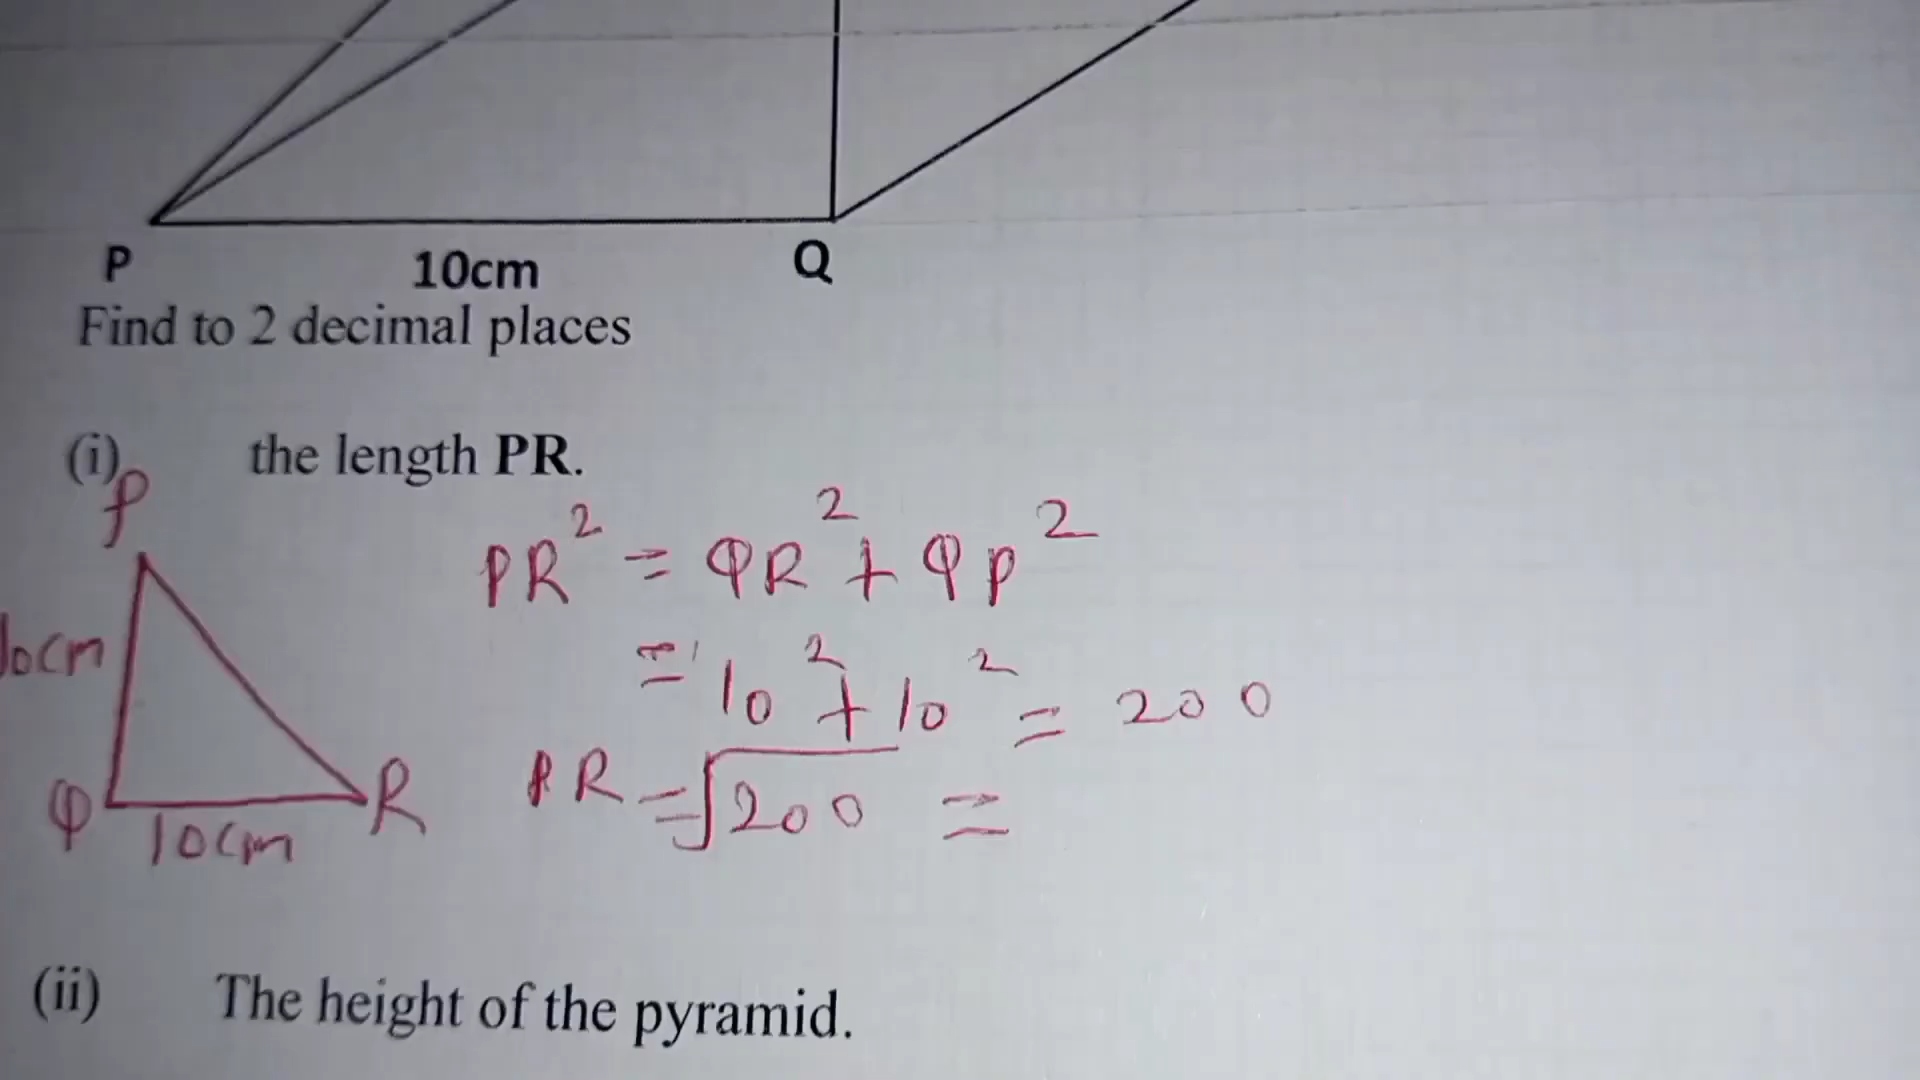 P 10cm Q
Find to 2 decimal places
(i) the length PR.
P
PR² = QR² + QP²
10cm
= 10² + 10² = 200
PR = √200 =
Q 10cm R
(ii) The height of the pyramid.